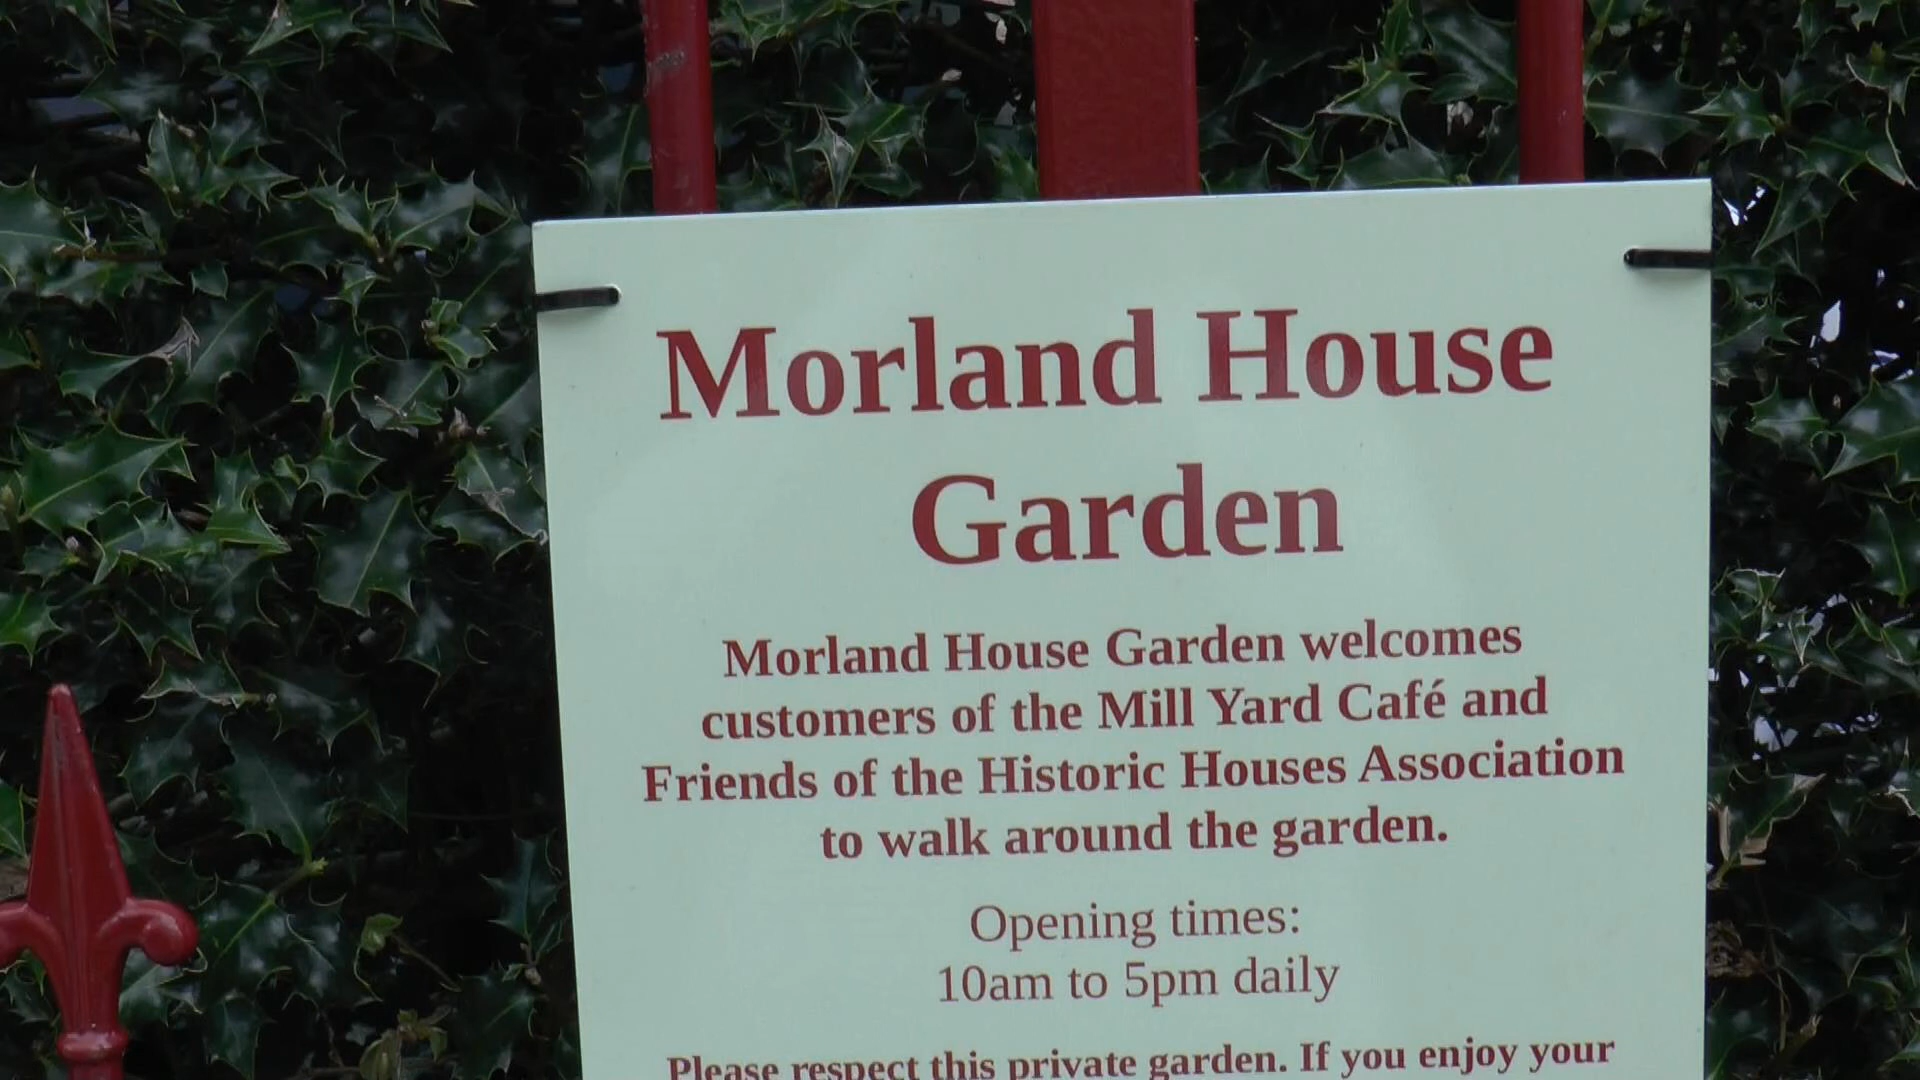 Morland House
Garden
Morland House Garden welcomes
customers of the Mill Yard Café and
Friends of the Historic Houses Association
to walk around the garden.
Opening times:
10am to 5pm daily
Please respect this private garden. If you enjoy your